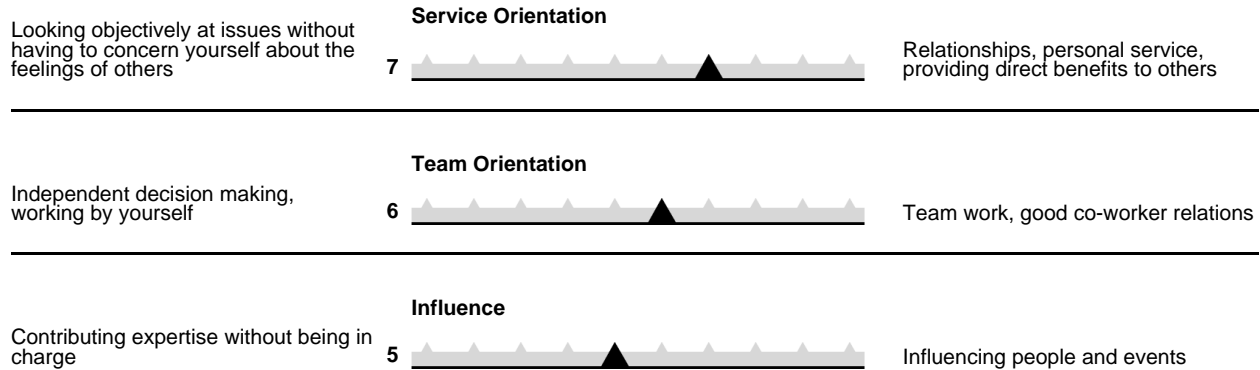 Service Orientation
Looking objectively at issues without
having to concern yourself about the
feelings of others
7
Relationships, personal service,
providing direct benefits to others
Team Orientation
Independent decision making,
working by yourself
6
Team work, good co-worker relations
Influence
Contributing expertise without being in
charge
5
Influencing people and events